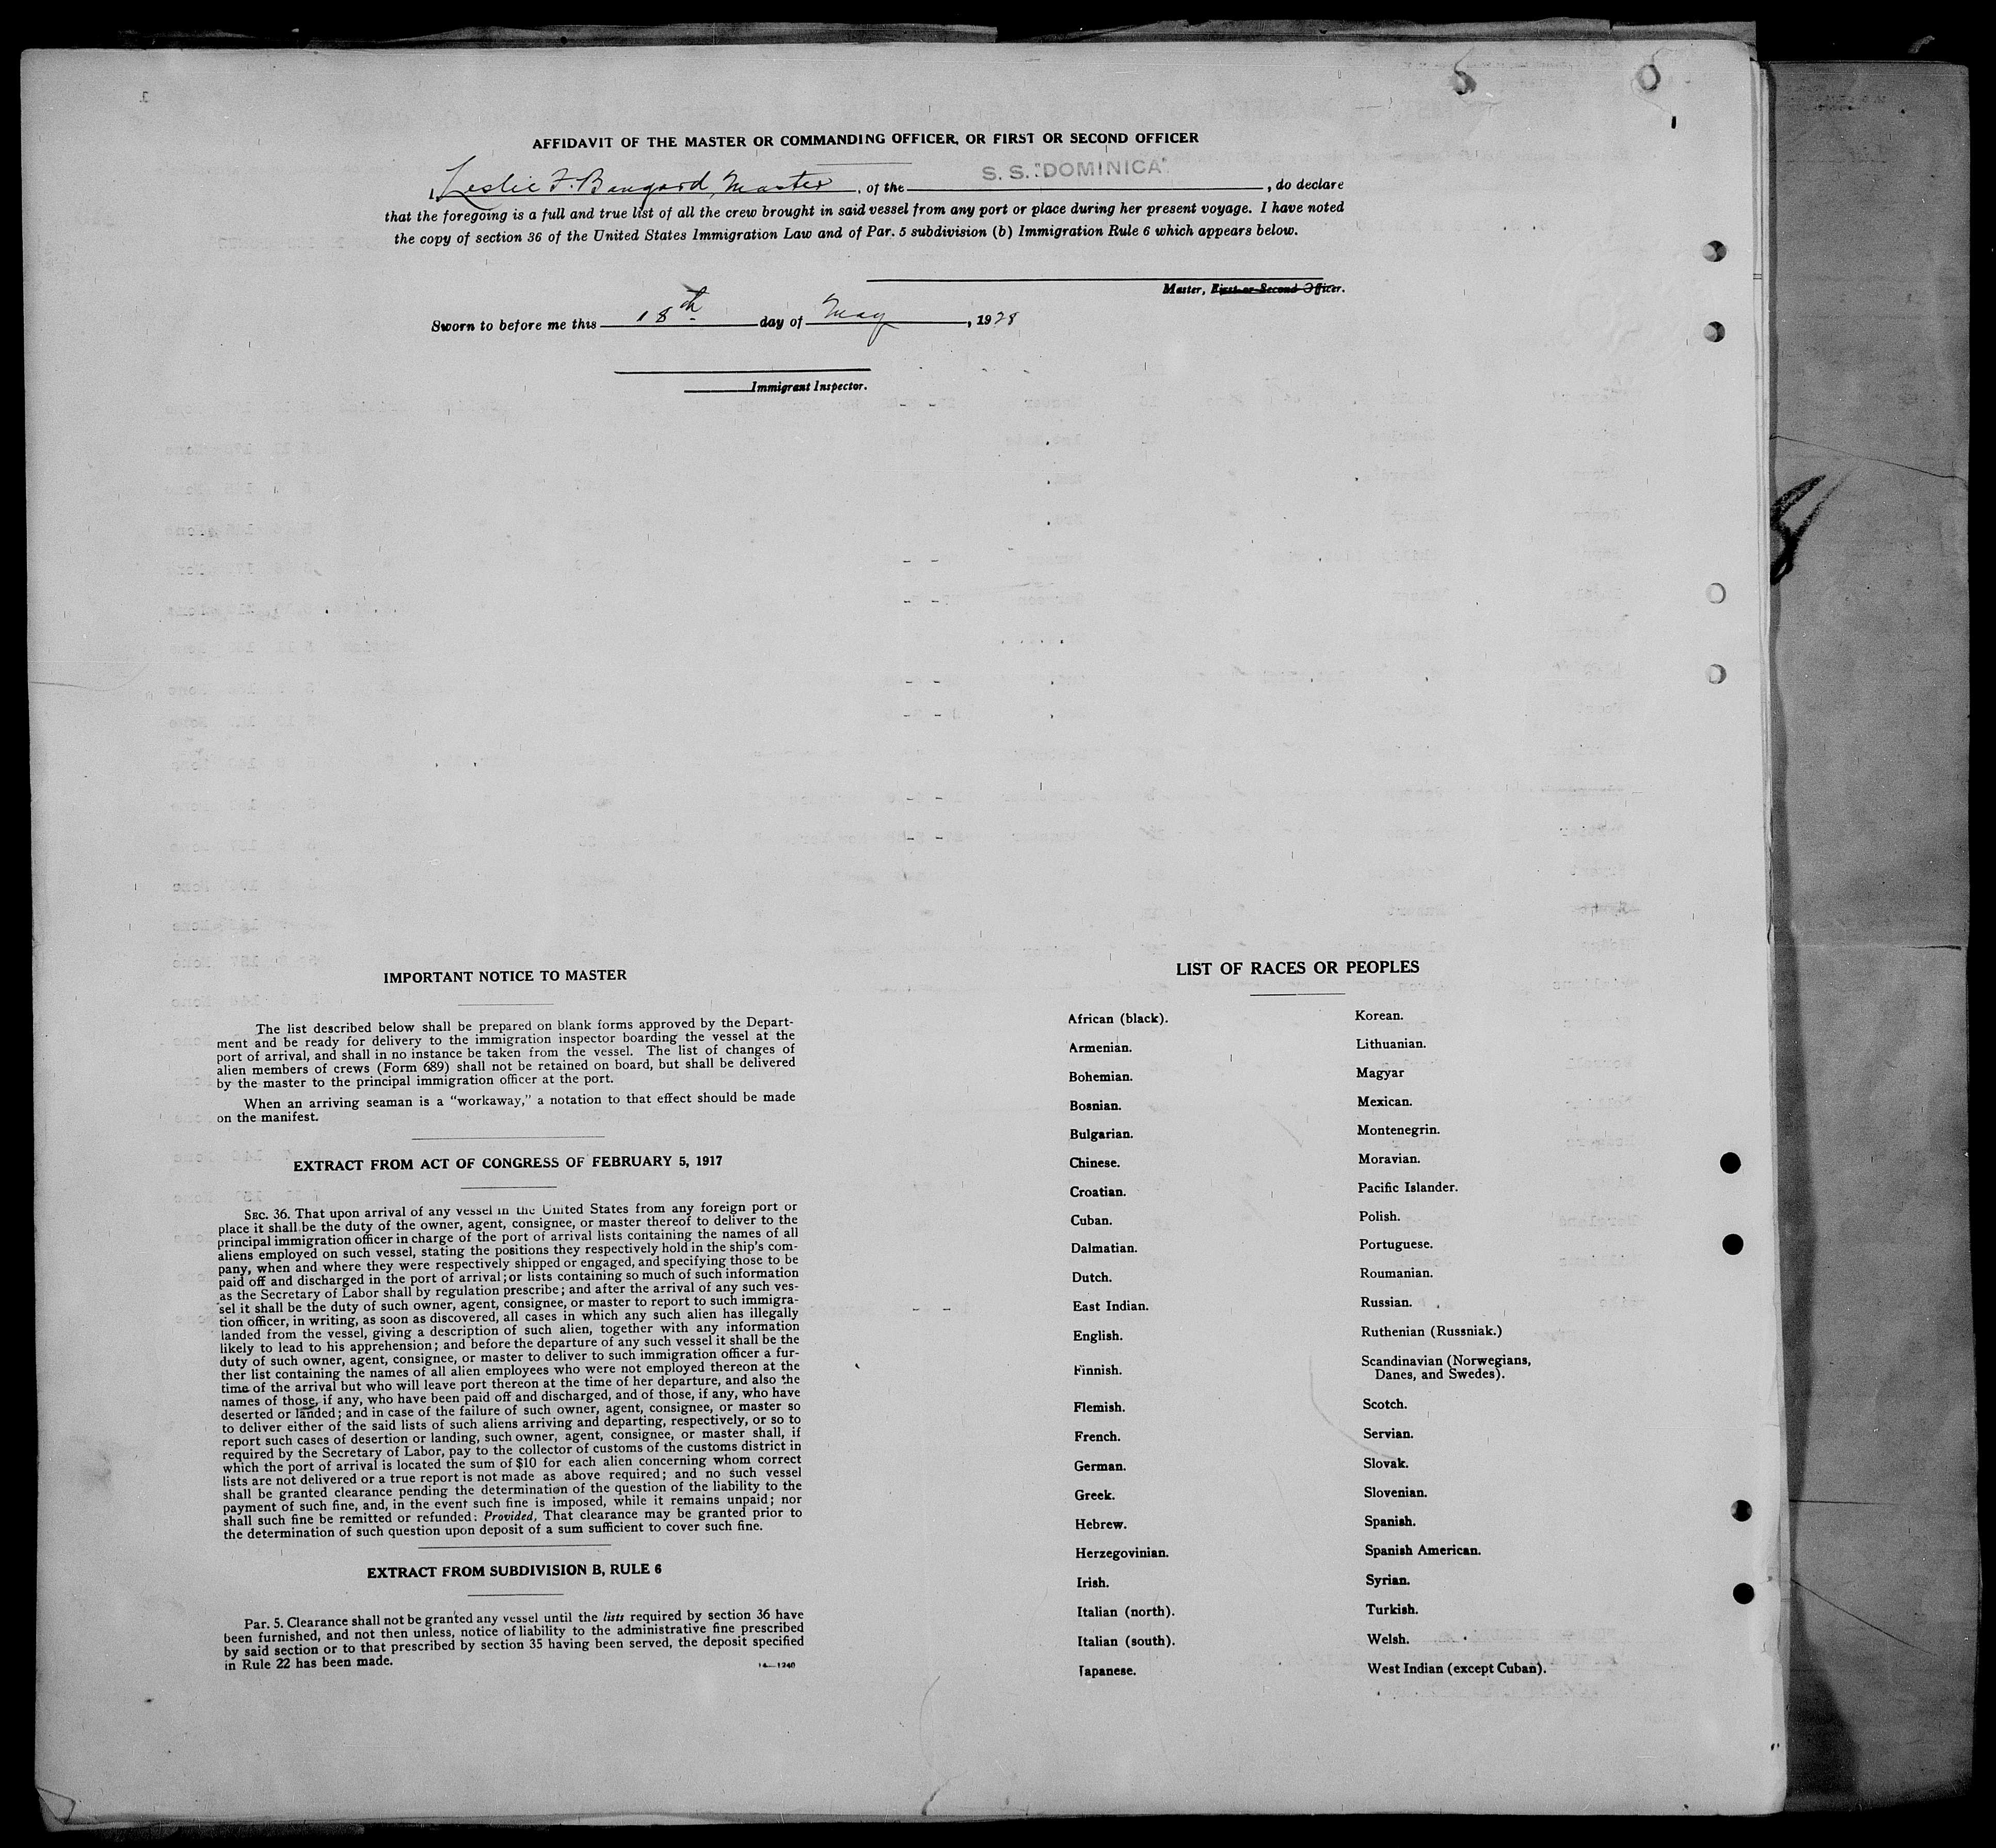 AFFIDAVIT OF THE MASTER OR COMMANDING OFFICER, OR FIRST OR SECOND OFFICER
I, Leslie F. Bangard, Master, of the S. S. "DOMINICA", do declare
that the foregoing is a full and true list of all the crew brought in said vessel from any port or place during her present voyage. I have noted
the copy of section 36 of the United States Immigration Law and of Par. 5 subdivision (b) Immigration Rule 6 which appears below.
Master, First or Second Officer.
Sworn to before me this 18th day of May, 1928
Immigrant Inspector.
IMPORTANT NOTICE TO MASTER
The list described below shall be prepared on blank forms approved by the Depart-
ment and be ready for delivery to the immigration inspector boarding the vessel at the
port of arrival, and shall in no instance be taken from the vessel. The list of changes of
alien members of crews (Form 689) shall not be retained on board, but shall be delivered
by the master to the principal immigration officer at the port.
When an arriving seaman is a "workaway," a notation to that effect should be made
on the manifest.
EXTRACT FROM ACT OF CONGRESS OF FEBRUARY 5, 1917
SEC. 36. That upon arrival of any vessel in the United States from any foreign port or
place it shall be the duty of the owner, agent, consignee, or master thereof to deliver to the
principal immigration officer in charge of the port of arrival lists containing the names of all
aliens employed on such vessel, stating the positions they respectively hold in the ship's com-
pany, when and where they were respectively shipped or engaged, and specifying those to be
paid off and discharged in the port of arrival; or lists containing so much of such information
as the Secretary of Labor shall by regulation prescribe; and after the arrival of any such ves-
sel it shall be the duty of such owner, agent, consignee, or master to report to such immigra-
tion officer, in writing, as soon as discovered, all cases in which any such alien has illegally
landed from the vessel, giving a description of such alien, together with any information
likely to lead to his apprehension; and before the departure of any such vessel it shall be the
duty of such owner, agent, consignee, or master to deliver to such immigration officer a fur-
ther list containing the names of all alien employees who were not employed thereon at the
time of the arrival but who will leave port thereon at the time of her departure, and also the
names of those, if any, who have been paid off and discharged, and of those, if any, who have
deserted or landed; and in case of the failure of such owner, agent, consignee, or master so
to deliver either of the said lists of such aliens arriving and departing, respectively, or so to
report such cases of desertion or landing, such owner, agent, consignee, or master shall, if
required by the Secretary of Labor, pay to the collector of customs of the customs district in
which the port of arrival is located the sum of $10 for each alien concerning whom correct
lists are not delivered or a true report is not made as above required; and no such vessel
shall be granted clearance pending the determination of the question of the liability to the
payment of such fine, and, in the event such fine is imposed, while it remains unpaid; nor
shall such fine be remitted or refunded: Provided, That clearance may be granted prior to
the determination of such question upon deposit of a sum sufficient to cover such fine.
EXTRACT FROM SUBDIVISION B, RULE 6
Par. 5. Clearance shall not be granted any vessel until the lists required by section 36 have
been furnished, and not then unless, notice of liability to the administrative fine prescribed
by said section or to that prescribed by section 35 having been served, the deposit specified
in Rule 22 has been made.
14—1240
LIST OF RACES OR PEOPLES
African (black).
Armenian.
Bohemian.
Bosnian.
Bulgarian.
Chinese.
Croatian.
Cuban.
Dalmatian.
Dutch.
East Indian.
English.
Finnish.
Flemish.
French.
German.
Greek.
Hebrew.
Herzegovinian.
Irish.
Italian (north).
Italian (south).
Japanese.
Korean.
Lithuanian.
Magyar
Mexican.
Montenegrin.
Moravian.
Pacific Islander.
Polish.
Portuguese.
Roumanian.
Russian.
Ruthenian (Russniak.)
Scandinavian (Norwegians,
Danes, and Swedes).
Scotch.
Servian.
Slovak.
Slovenian.
Spanish.
Spanish American.
Syrian.
Turkish.
Welsh.
West Indian (except Cuban).